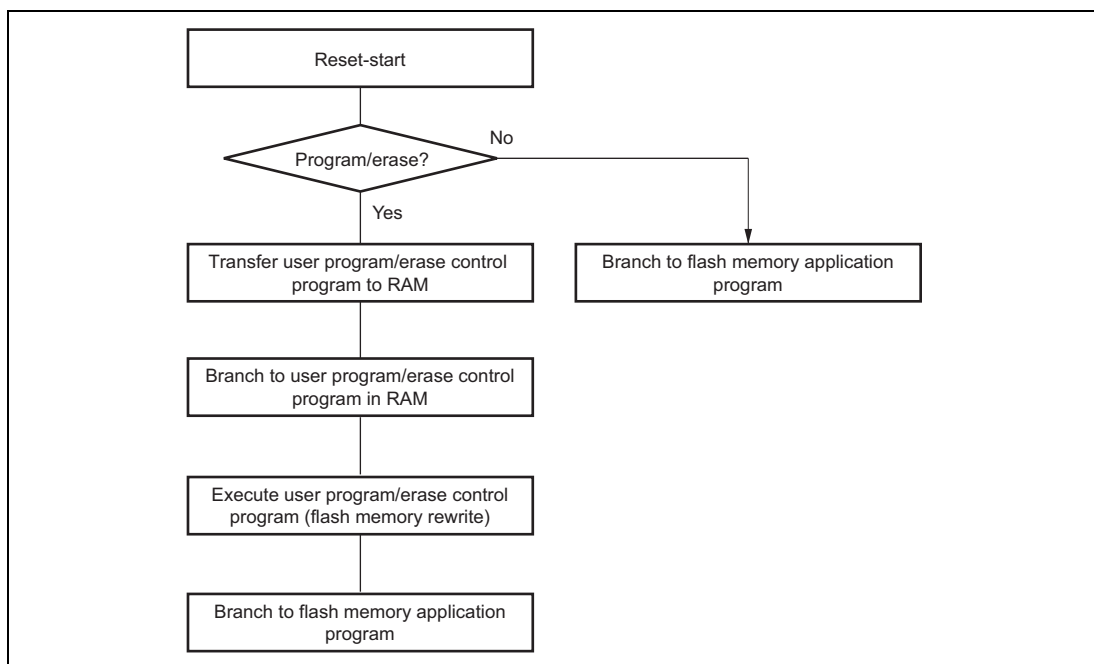 Reset-start
No
Program/erase?
Yes
Transfer user program/erase control
program to RAM
Branch to flash memory application
program
Branch to user program/erase control
program in RAM
Execute user program/erase control
program (flash memory rewrite)
Branch to flash memory application
program